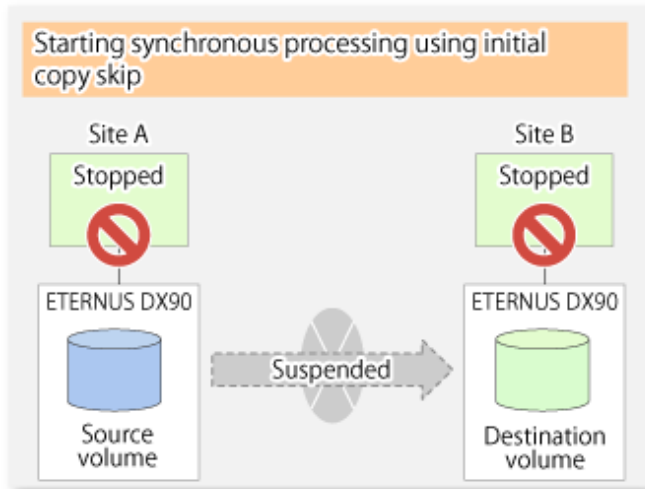 Starting synchronous processing using initial
copy skip
Site A
Site B
Stopped
Stopped
ETERNUS DX90
ETERNUS DX90
Suspended
Source
volume
Destination
volume